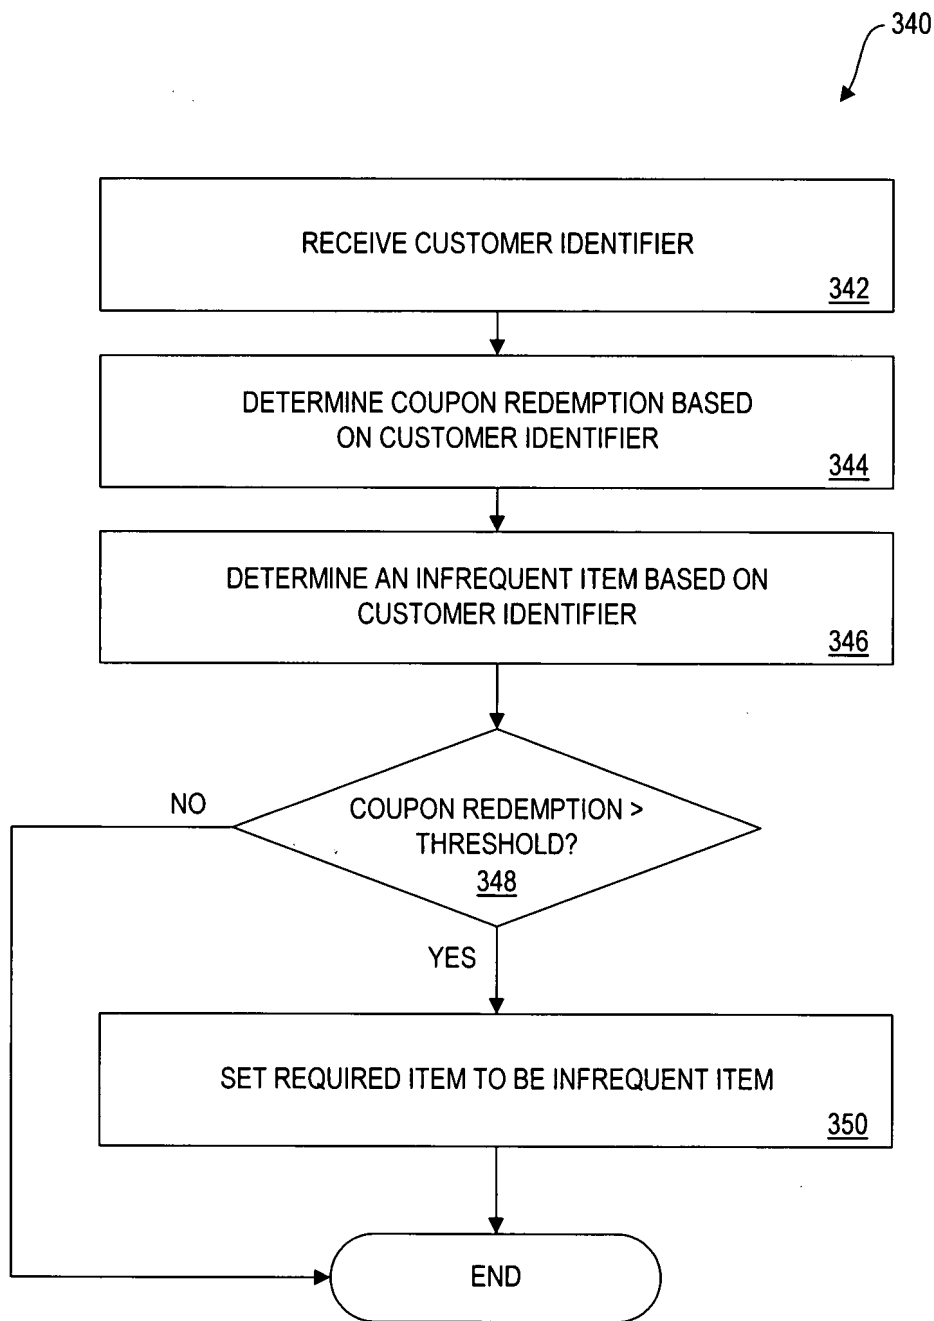 340
RECEIVE CUSTOMER IDENTIFIER
342
DETERMINE COUPON REDEMPTION BASED
ON CUSTOMER IDENTIFIER
344
DETERMINE AN INFREQUENT ITEM BASED ON
CUSTOMER IDENTIFIER
346
NO
COUPON REDEMPTION >
THRESHOLD?
348
YES
SET REQUIRED ITEM TO BE INFREQUENT ITEM
350
END